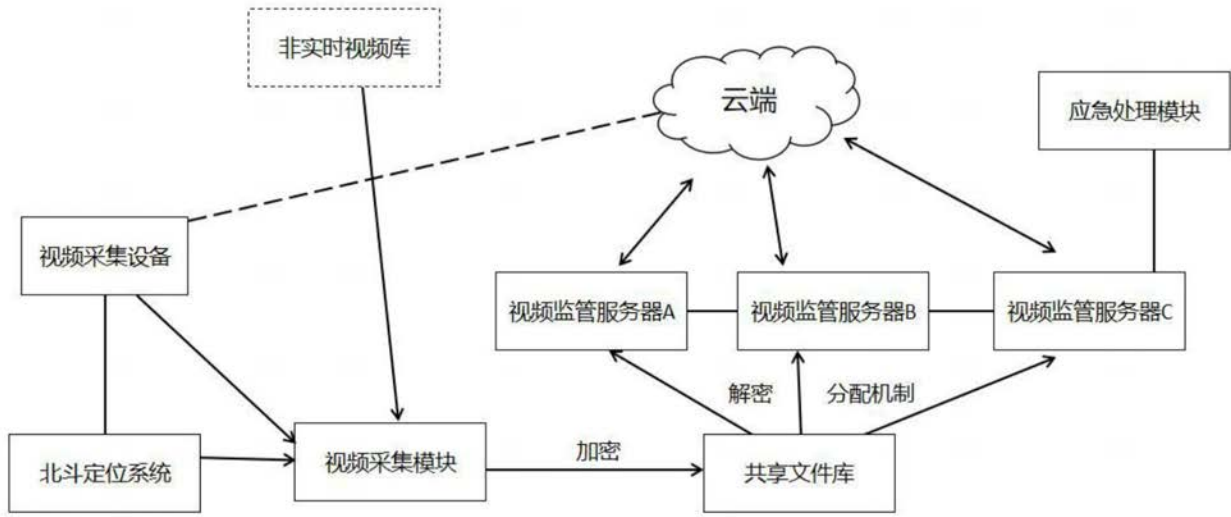 非实时视频库
云端
应急处理模块
视频采集设备
视频监管服务器A
视频监管服务器B
视频监管服务器C
解密
分配机制
北斗定位系统
视频采集模块
加密
共享文件库